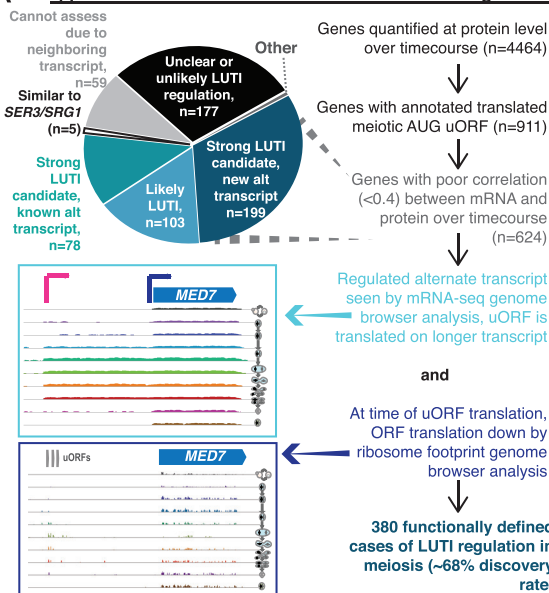 Cannot assess
due to
neighboring
transcript,
n=59
Other
Unclear or
unlikely LUTI
regulation,
n=177
Similar to
SER3/SRG1
(n=5)
Strong LUTI
candidate,
new alt
transcript
n=199
Strong
LUTI
candidate,
known alt
transcript,
n=78
Likely
LUTI,
n=103
Genes quantified at protein level
over timecourse (n=4464)
Genes with annotated translated
meiotic AUG uORF (n=911)
Genes with poor correlation
(<0.4) between mRNA and
protein over timecourse
(n=624)
Regulated alternate transcript
seen by mRNA-seq genome
browser analysis, uORF is
translated on longer transcript
and
At time of uORF translation,
ORF translation down by
ribosome footprint genome
browser analysis
380 functionally defined
cases of LUTI regulation in
meiosis (~68% discovery
rate
MED7
uORFs
MED7